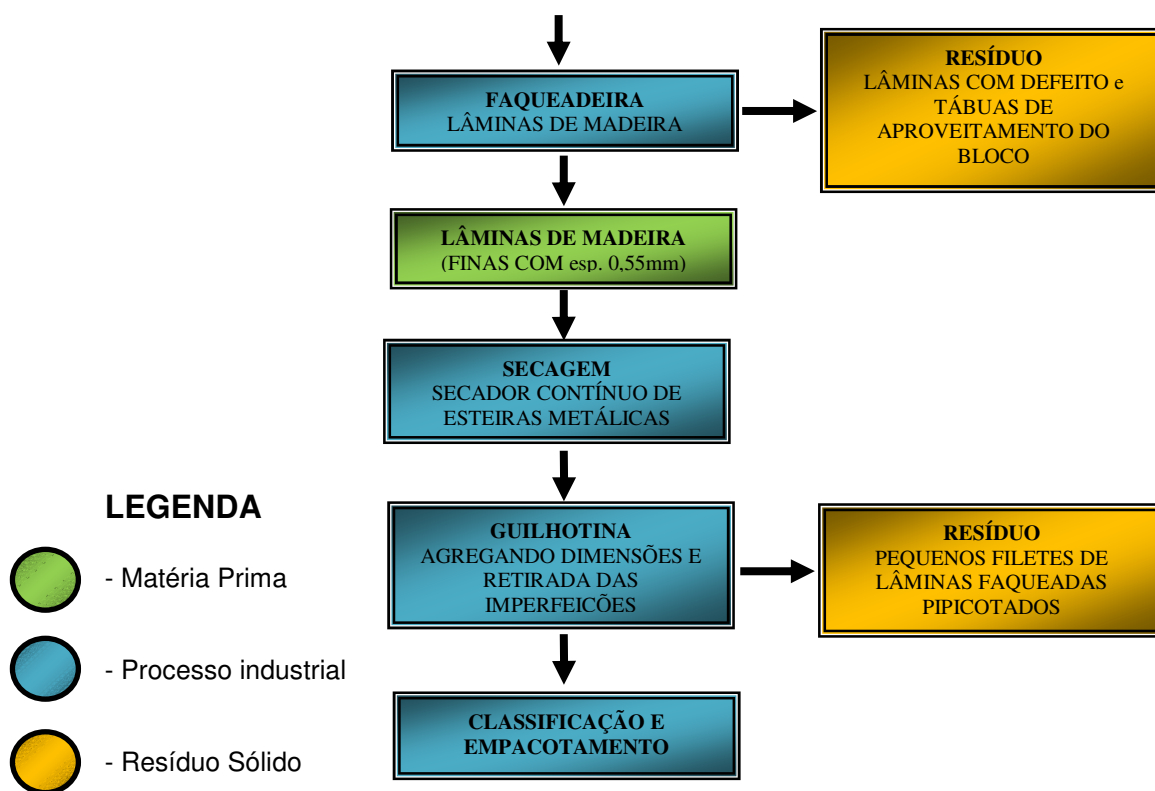 FAQUEADEIRA
LÂMINAS DE MADEIRA
RESÍDUO
LÂMINAS COM DEFEITO e
TÁBUAS DE
APROVEITAMENTO DO
BLOCO
LÂMINAS DE MADEIRA
(FINAS COM esp. 0,55mm)
SECAGEM
SECADOR CONTÍNUO DE
ESTEIRAS METÁLICAS
GUILHOTINA
AGREGANDO DIMENSÕES E
RETIRADA DAS
IMPERFEICÕES
RESÍDUO
PEQUENOS FILETES DE
LÂMINAS FAQUEADAS
PIPICOTADOS
CLASSIFICAÇÃO E
EMPACOTAMENTO
LEGENDA
- Matéria Prima
- Processo industrial
- Resíduo Sólido